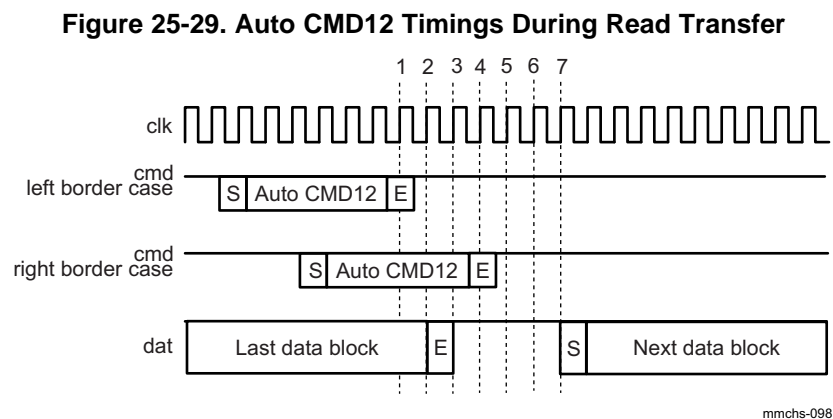 Figure 25-29. Auto CMD12 Timings During Read Transfer
1 2 3 4 5 6 7
clk
cmd
left border case
S Auto CMD12 E
cmd
right border case
S Auto CMD12 E
dat
Last data block E S Next data block
mmchs-098